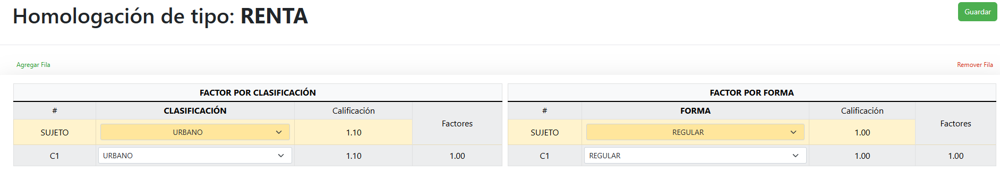 Homologación de tipo: RENTA
Guardar
Agregar Fila
Remover Fila
FACTOR POR CLASIFICACIÓN
# CLASIFICACIÓN Calificación Factores
SUJETO URBANO 1.10
C1 URBANO 1.10 1.00
FACTOR POR FORMA
# FORMA Calificación Factores
SUJETO REGULAR 1.00
C1 REGULAR 1.00 1.00